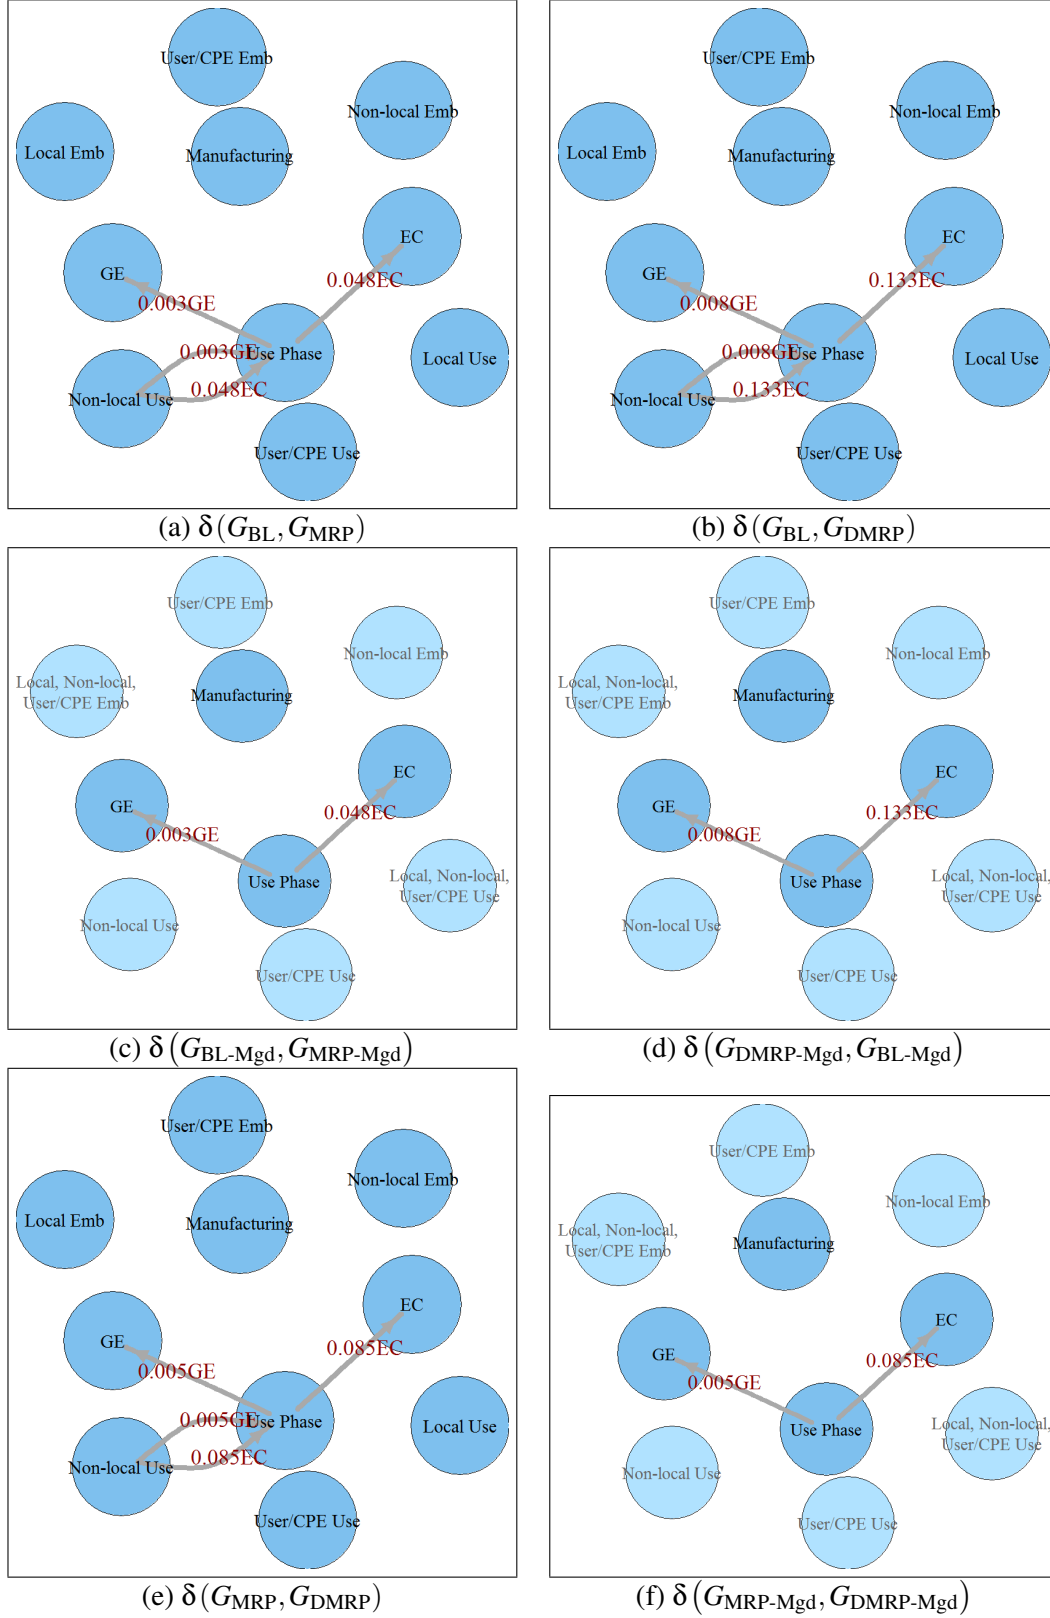 User/CPE Emb
Non-local Emb
Local Emb
Manufacturing
EC
GE
0.048EC
0.003GE
0.003GE
Use Phase
Local Use
Non-local Use
0.048EC
User/CPE Use
(a) δ(G_BL, G_MRP)
User/CPE Emb
Non-local Emb
Local Emb
Manufacturing
EC
GE
0.133EC
0.008GE
0.008GE
Use Phase
Local Use
Non-local Use
0.133EC
User/CPE Use
(b) δ(G_BL, G_DMRP)
User/CPE Emb
Non-local Emb
Local, Non-local,
User/CPE Emb
Manufacturing
EC
GE
0.048EC
0.003GE
Use Phase
Local, Non-local,
User/CPE Use
Non-local Use
User/CPE Use
(c) δ(G_BL-Mgd, G_MRP-Mgd)
User/CPE Emb
Non-local Emb
Local, Non-local,
User/CPE Emb
Manufacturing
EC
GE
0.133EC
0.008GE
Use Phase
Local, Non-local,
User/CPE Use
Non-local Use
User/CPE Use
(d) δ(G_DMRP-Mgd, G_BL-Mgd)
User/CPE Emb
Non-local Emb
Local Emb
Manufacturing
EC
GE
0.085EC
0.005GE
0.005GE
Use Phase
Local Use
Non-local Use
0.085EC
User/CPE Use
(e) δ(G_MRP, G_DMRP)
User/CPE Emb
Non-local Emb
Local, Non-local,
User/CPE Emb
Manufacturing
EC
GE
0.085EC
0.005GE
Use Phase
Local, Non-local,
User/CPE Use
Non-local Use
User/CPE Use
(f) δ(G_MRP-Mgd, G_DMRP-Mgd)